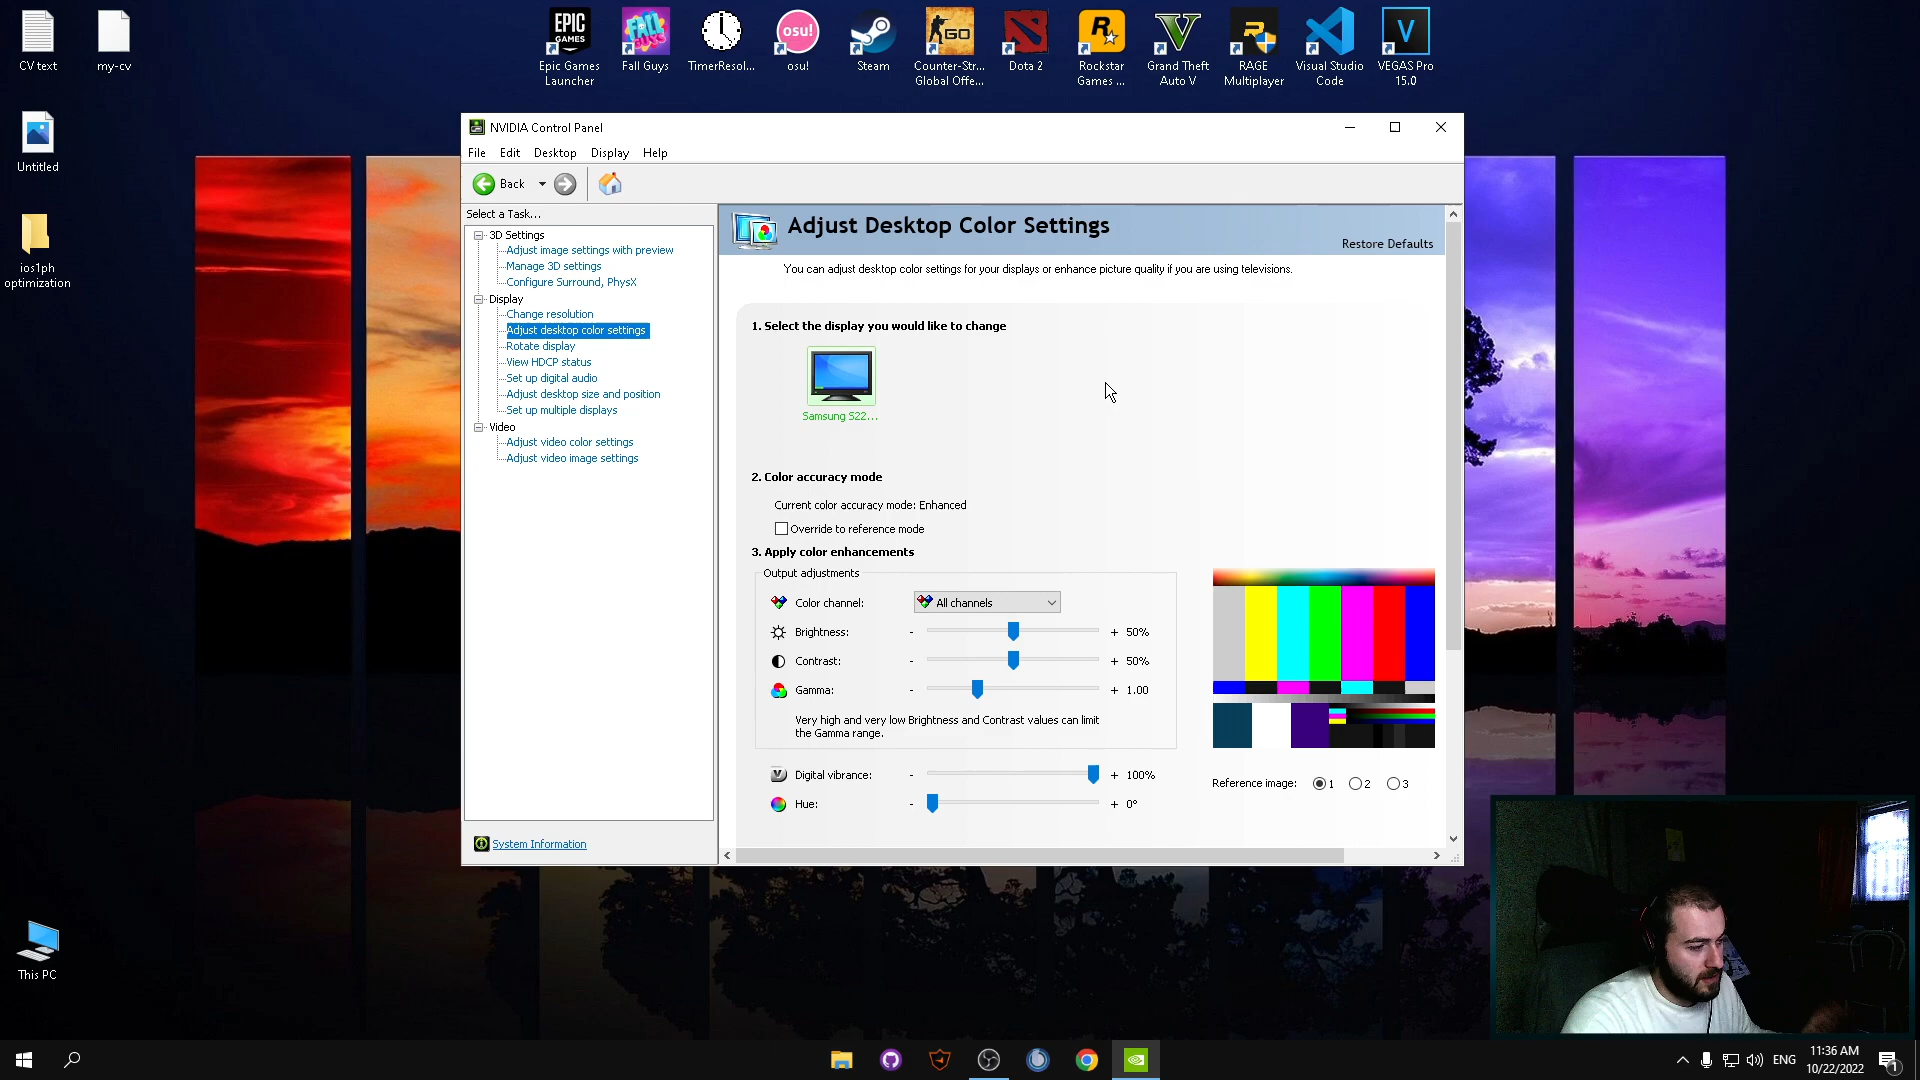 CV text
my-cv
Untitled
ios1ph
optimization
This PC
EPIC
GAMES
Epic Games
Launcher
FALL
GUYS
Fall Guys
TimerResol...
osu!
osu!
Steam
GO
Counter-Str...
Global Offe...
Dota 2
R
Rockstar
Games ...
V
Grand Theft
Auto V
R
RAGE
Multiplayer
Visual Studio
Code
V
VEGAS Pro
15.0
NVIDIA Control Panel
File Edit Desktop Display Help
Back
Select a Task...
3D Settings
Adjust image settings with preview
Manage 3D settings
Configure Surround, PhysX
Display
Change resolution
Adjust desktop color settings
Rotate display
View HDCP status
Set up digital audio
Adjust desktop size and position
Set up multiple displays
Video
Adjust video color settings
Adjust video image settings
System Information
Adjust Desktop Color Settings
Restore Defaults
You can adjust desktop color settings for your displays or enhance picture quality if you are using televisions.
1. Select the display you would like to change
Samsung S22...
2. Color accuracy mode
Current color accuracy mode: Enhanced
Override to reference mode
3. Apply color enhancements
Output adjustments
Color channel: All channels
Brightness: - + 50%
Contrast: - + 50%
Gamma: - + 1.00
Very high and very low Brightness and Contrast values can limit
the Gamma range.
Digital vibrance: - + 100%
Hue: - + 0°
Reference image: 1 2 3
ENG
11:36 AM
10/22/2022
1